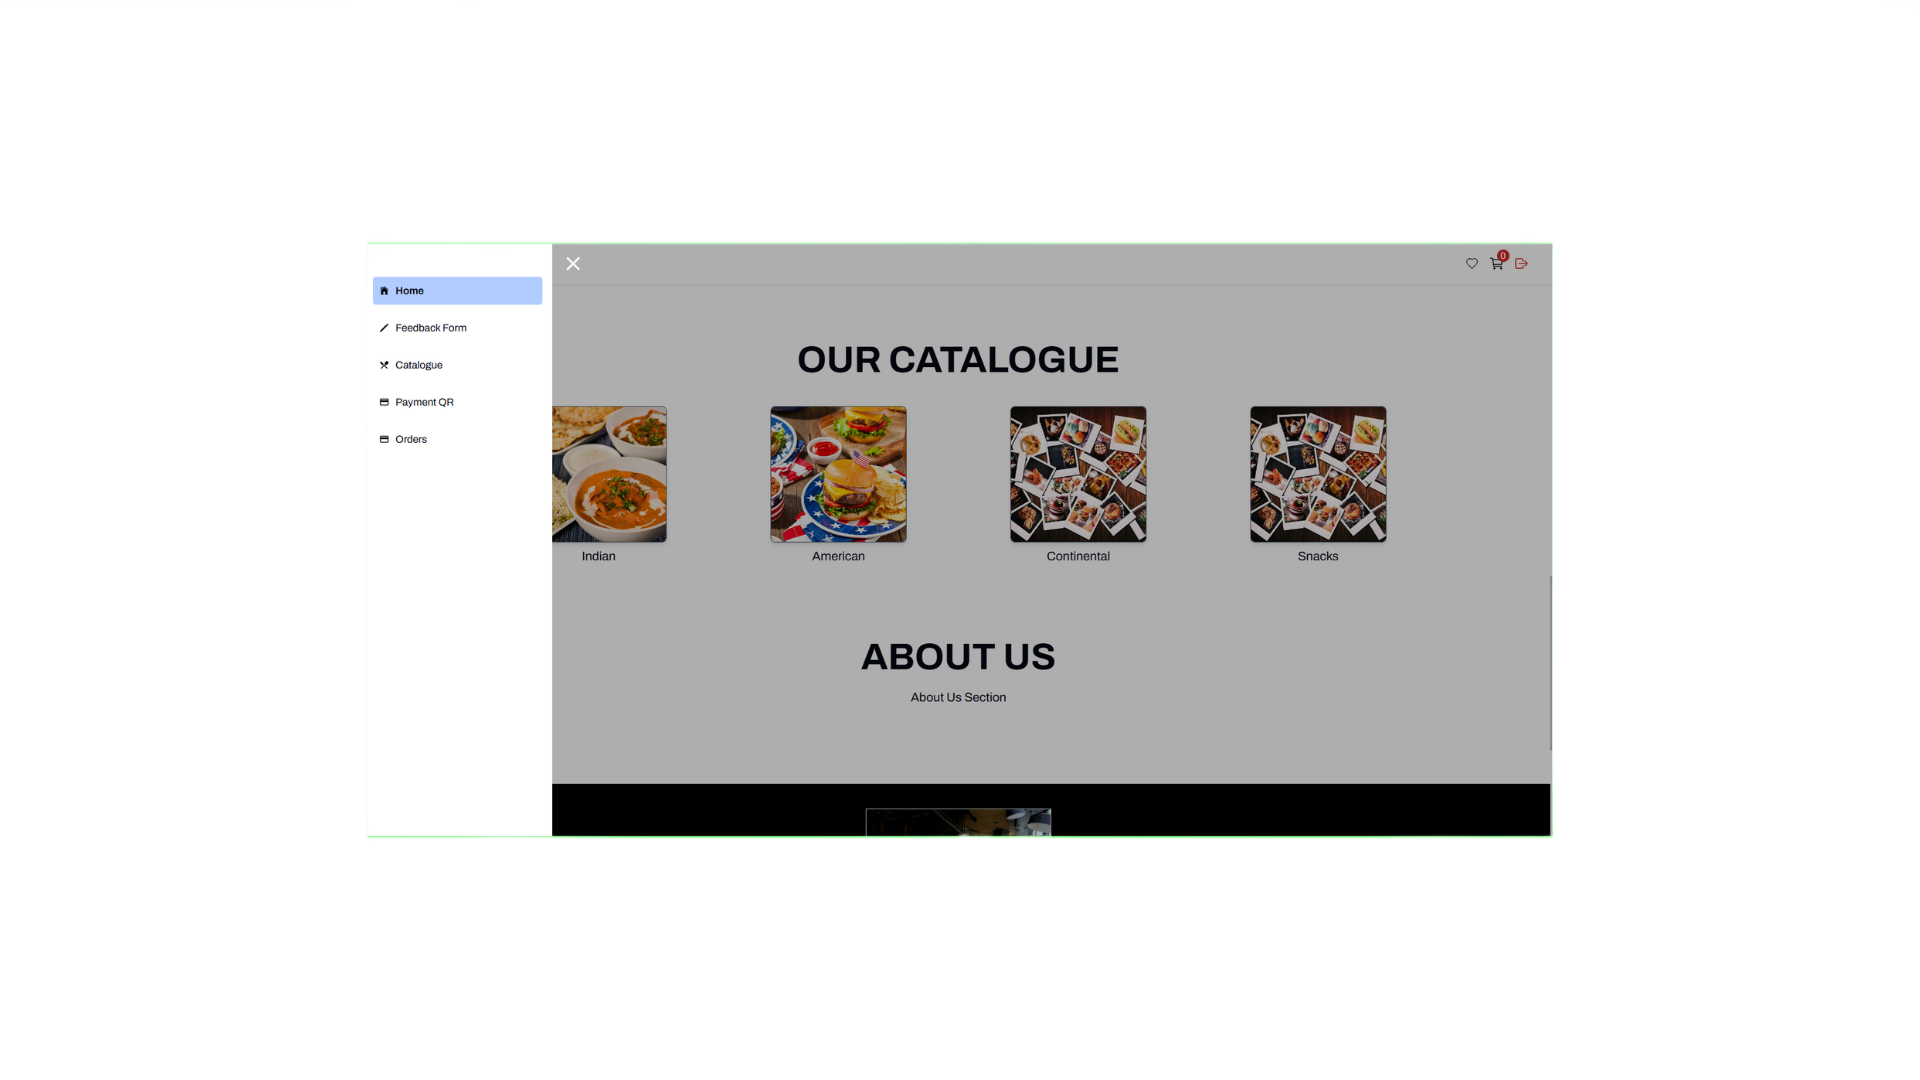 0
Home
Feedback Form
Catalogue
Payment QR
Orders
OUR CATALOGUE
Indian
American
Continental
Snacks
ABOUT US
About Us Section